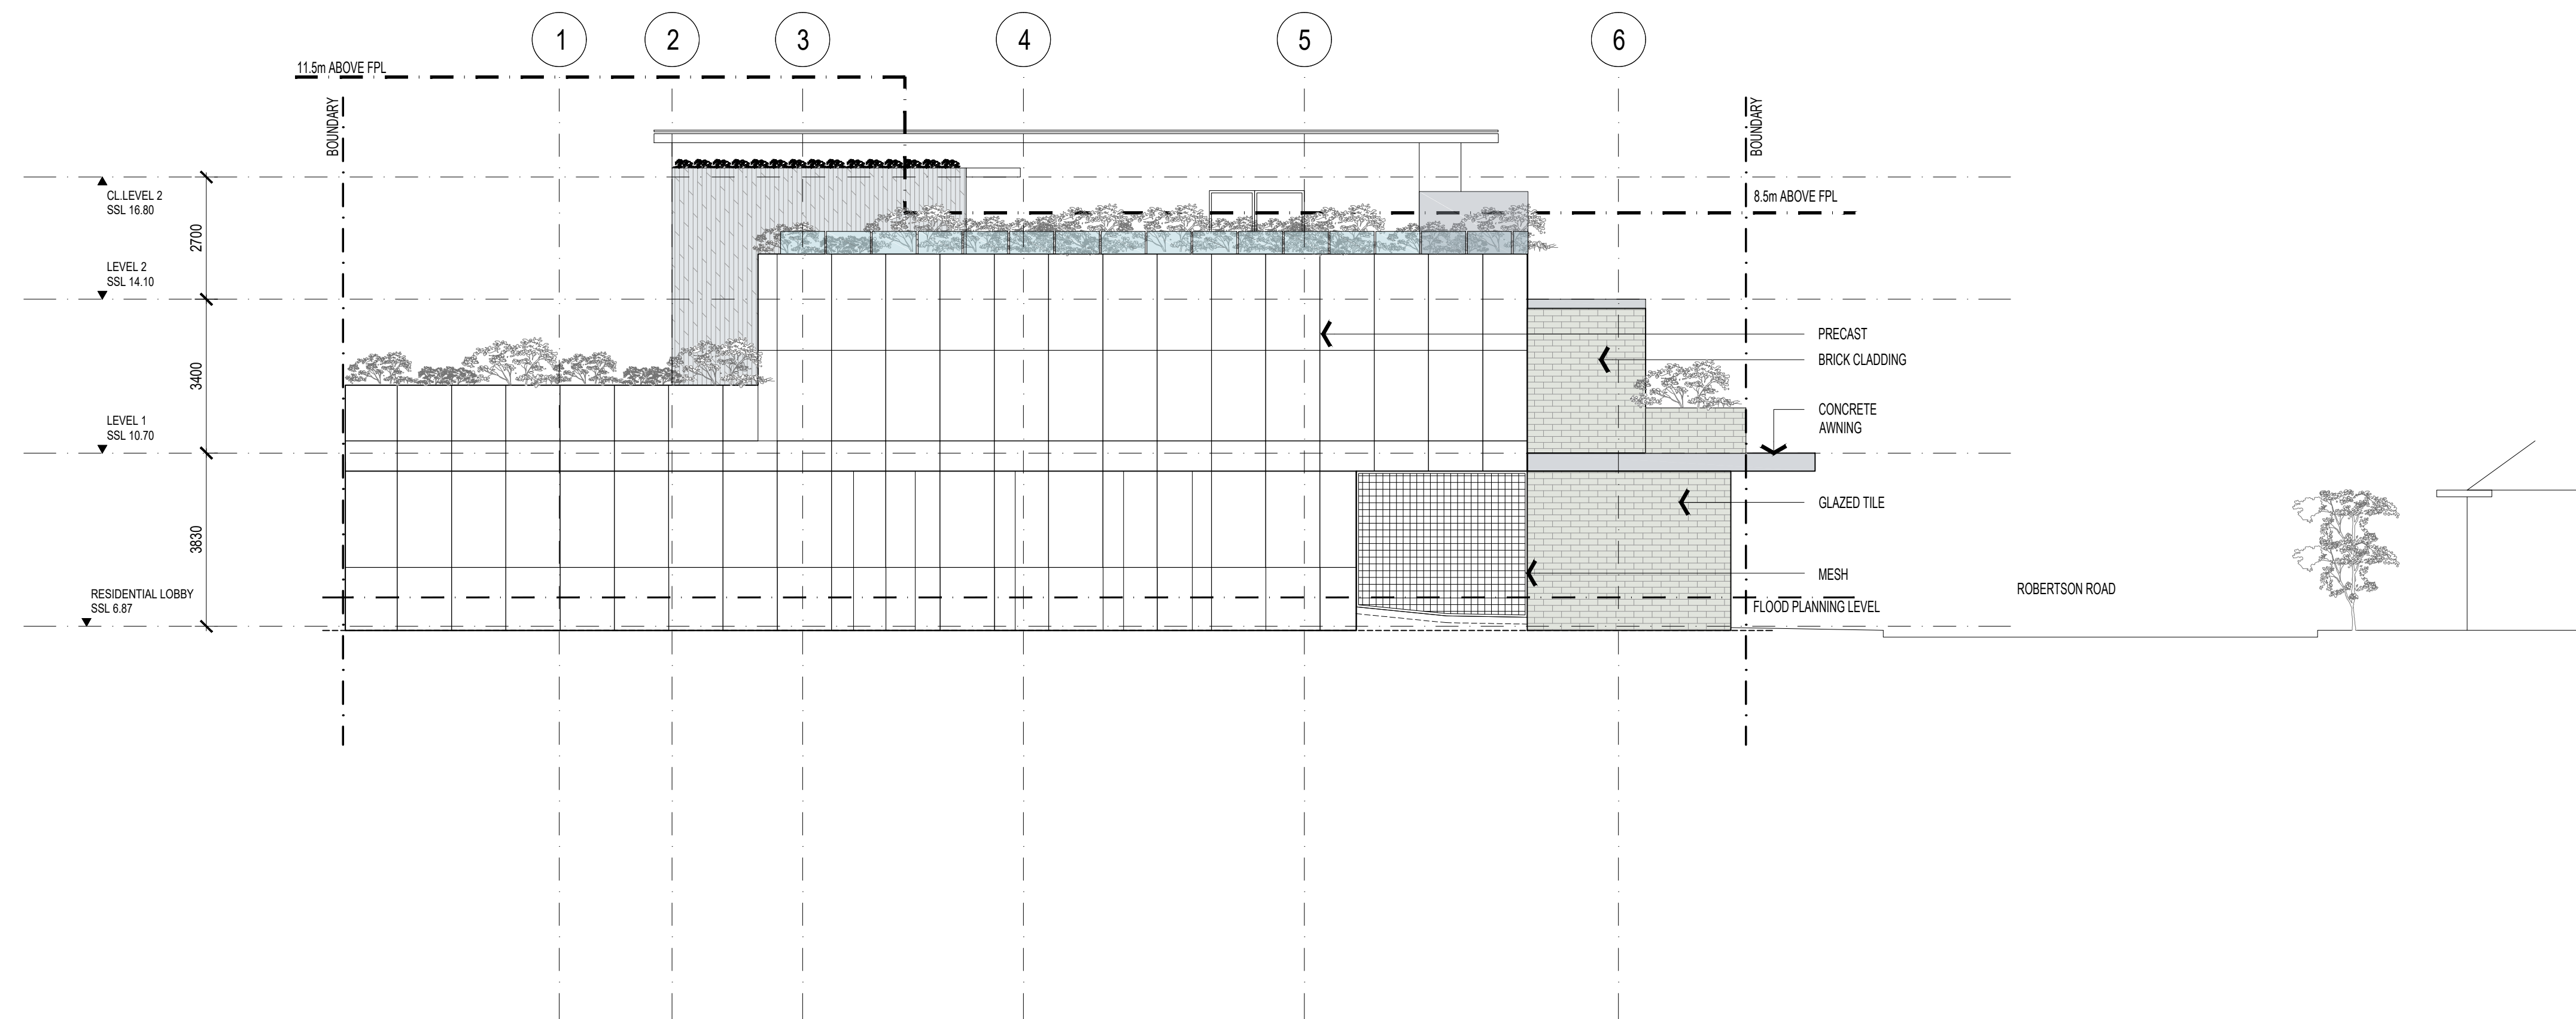 1 2 3 4 5 6
11.5m ABOVE FPL
BOUNDARY
BOUNDARY
CL.LEVEL 2
SSL 16.80
8.5m ABOVE FPL
2700
LEVEL 2
SSL 14.10
PRECAST
BRICK CLADDING
3400
CONCRETE
AWNING
LEVEL 1
SSL 10.70
GLAZED TILE
3830
MESH
RESIDENTIAL LOBBY
SSL 6.87
FLOOD PLANNING LEVEL
ROBERTSON ROAD